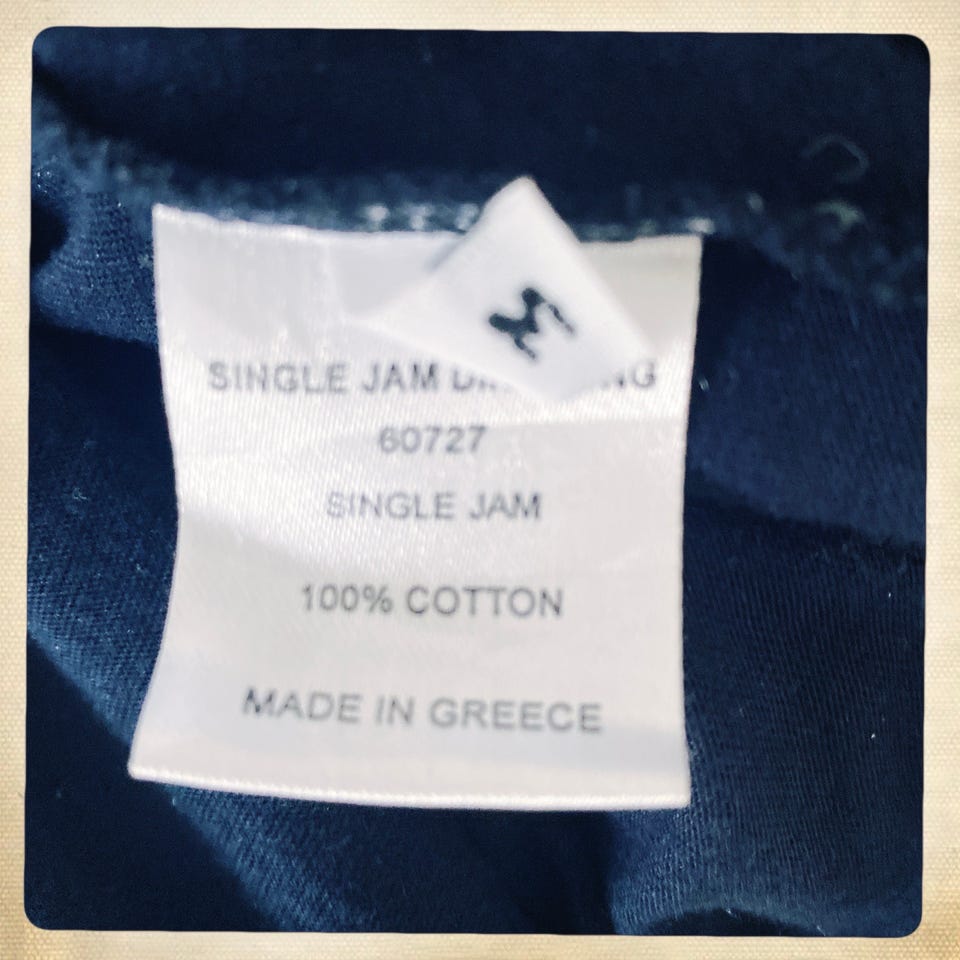 M
SINGLE JAM
60727
SINGLE JAM
100% COTTON
MADE IN GREECE